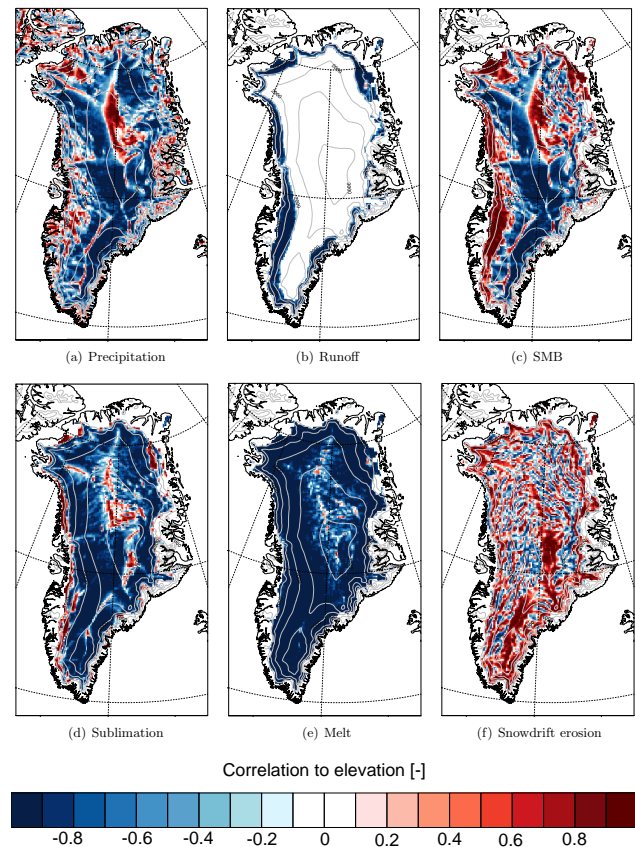 (a) Precipitation
(b) Runoff
(c) SMB
(d) Sublimation
(e) Melt
(f) Snowdrift erosion
Correlation to elevation [-]
-0.8 -0.6 -0.4 -0.2 0 0.2 0.4 0.6 0.8